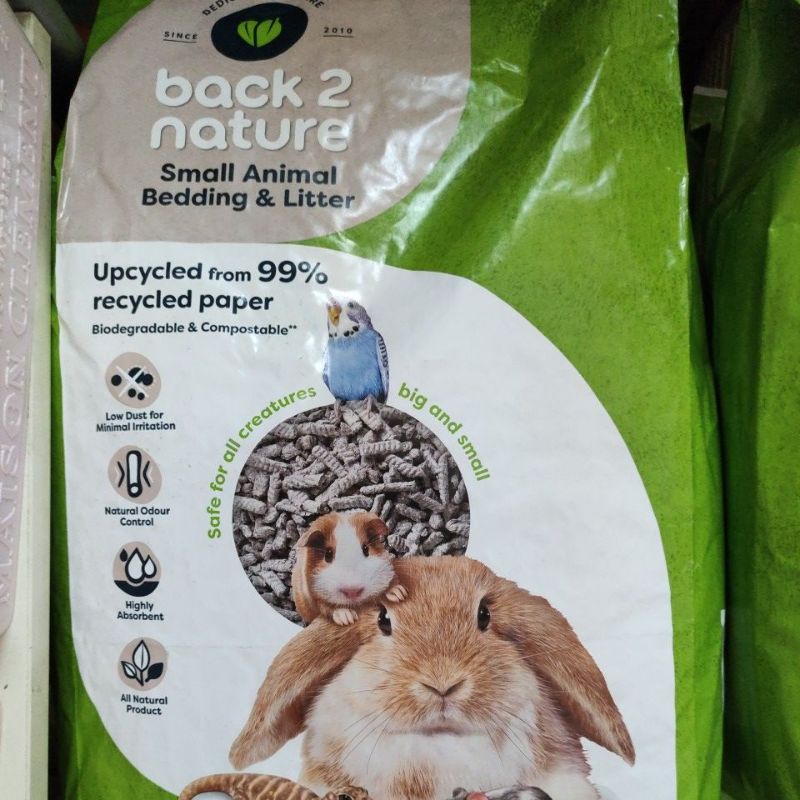 SINCE 2010
back 2
nature
Small Animal
Bedding & Litter
Upcycled from 99%
recycled paper
Biodegradable & Compostable**
Low Dust for
Minimal Irritation
Natural Odour
Control
Highly
Absorbent
All Natural
Product
Safe for all creatures
big and small